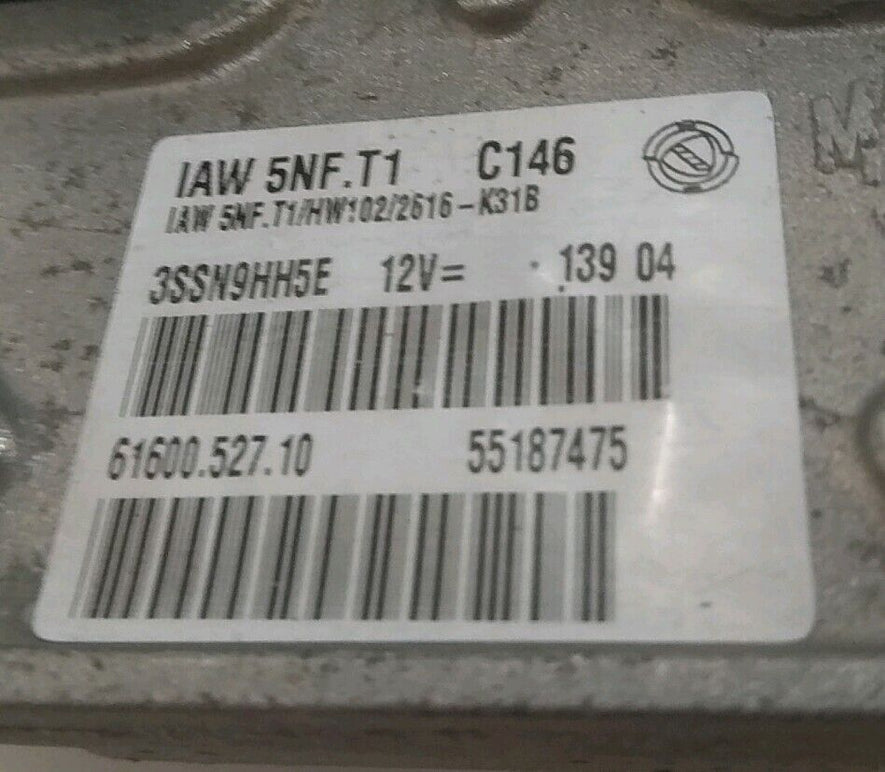 IAW 5NF.T1 C146
IAW 5NF.T1/HW102/2616-K31B
3SSN9HH5E 12V= 139 04
61600.527.10 55187475
M